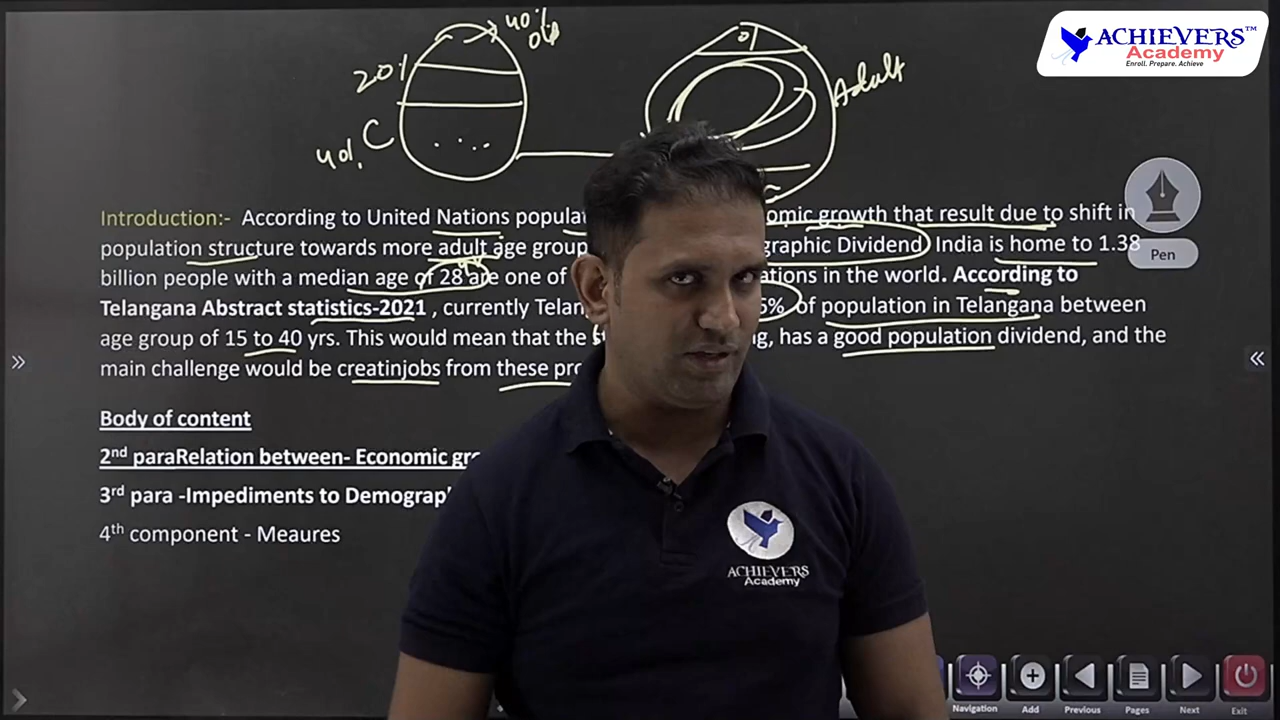 ACHIEVERS™
Academy
Enroll. Prepare. Achieve
40%
old
20%
C
40%
o
Adult
Introduction:- According to United Nations omic growth that result due to shift in
population structure towards more adult age group graphic Dividend India is home to 1.38
billion people with a median age of 28 are one of ations in the world. According to
Telangana Abstract statistics-2021 , currently 6% of population in Telangana between
age group of 15 to 40 yrs. This would mean that the has a good population dividend, and the
main challenge would be creatinjobs from these
Pen
Body of content
2nd paraRelation between- Economic
3rd para -Impediments to
4th component - Meaures
ACHIEVERS
Academy
Navigation
Add
Previous
Pages
Next
Exit